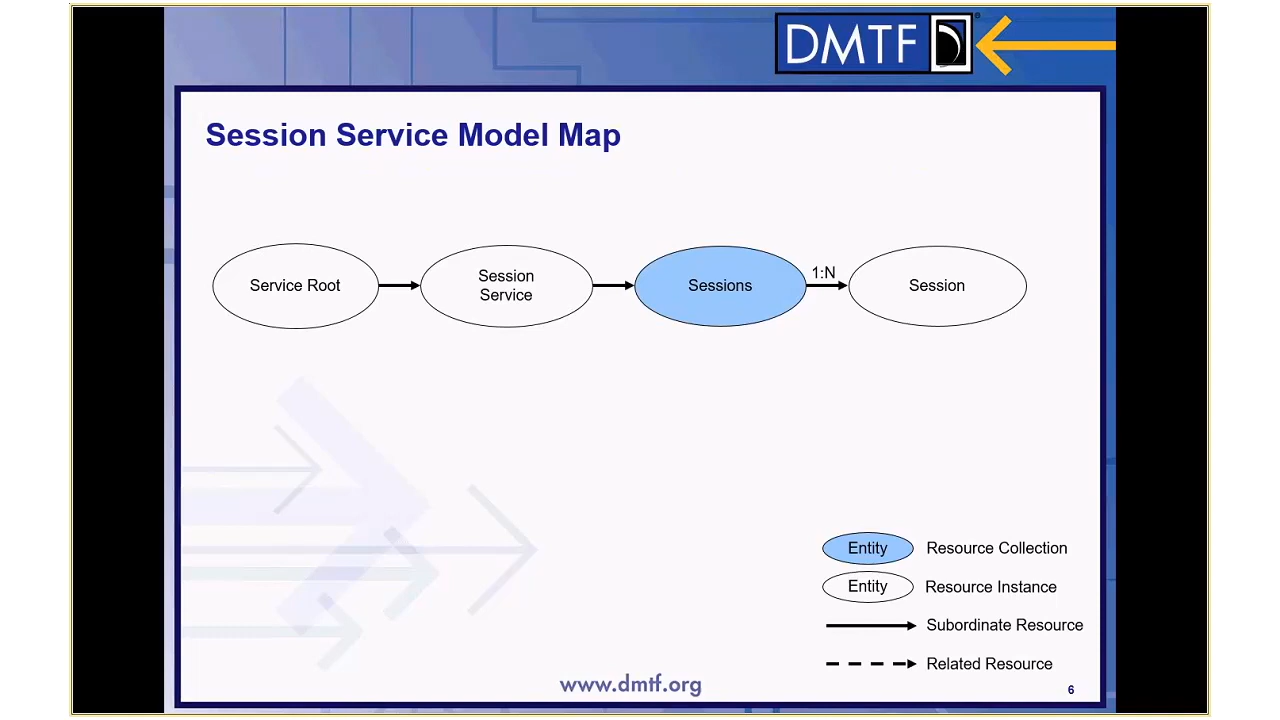 DMTF
Session Service Model Map
Service Root
Session
Service
Sessions
1:N
Session
Entity Resource Collection
Entity Resource Instance
Subordinate Resource
Related Resource
www.dmtf.org
6